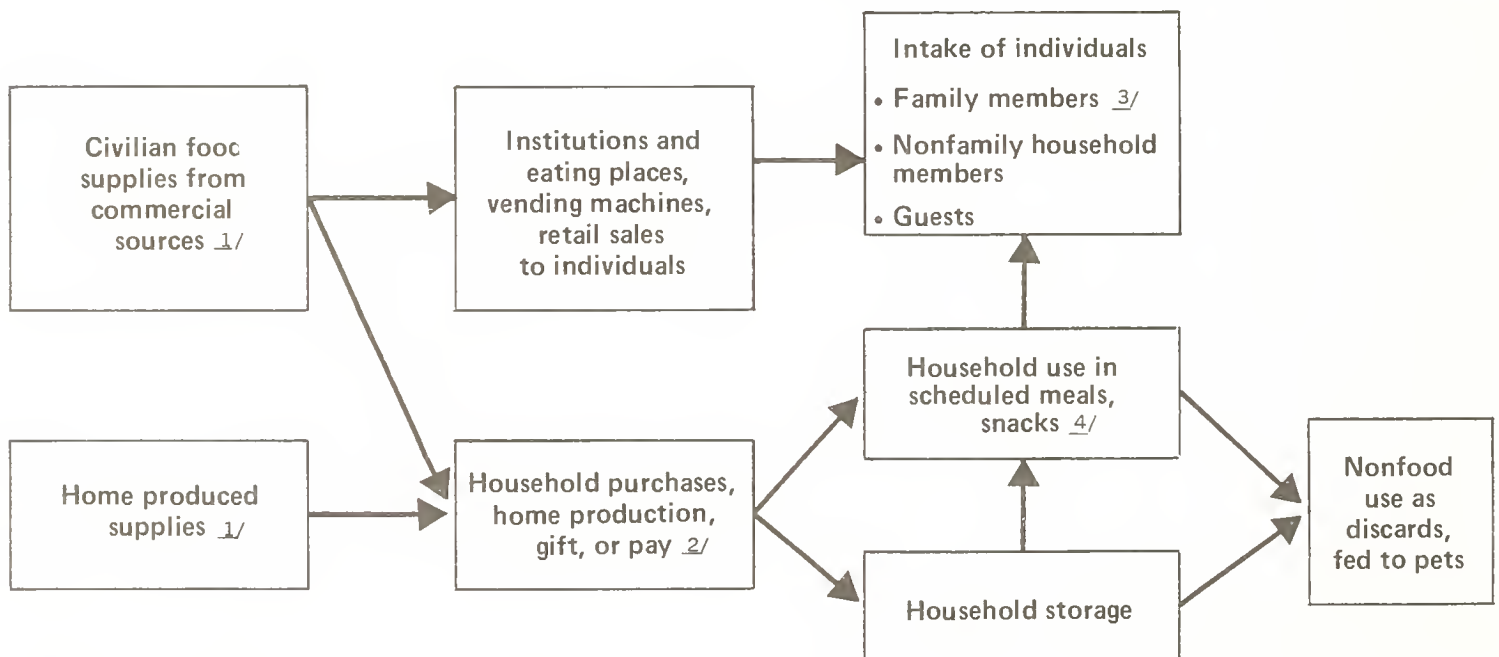 Civilian food
supplies from
commercial
sources 1/
Institutions and
eating places,
vending machines,
retail sales
to individuals
Intake of individuals
• Family members 3/
• Nonfamily household
members
• Guests
Home produced
supplies 1/
Household purchases,
home production,
gift, or pay 2/
Household use in
scheduled meals,
snacks 4/
Household storage
Nonfood
use as
discards,
fed to pets